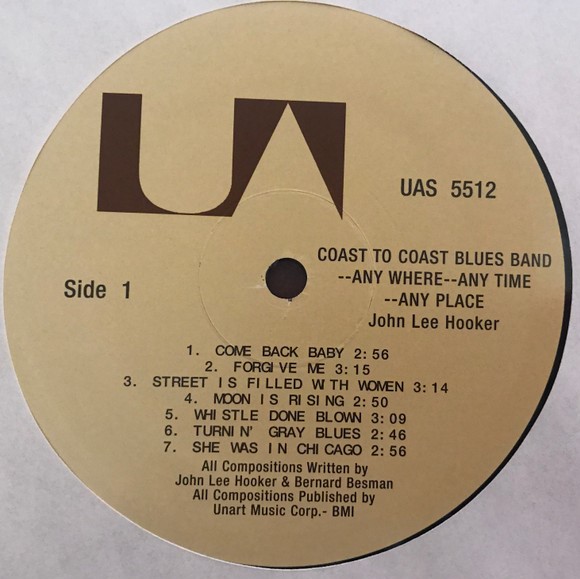 UA
UAS 5512
COAST TO COAST BLUES BAND
--ANY WHERE--ANY TIME
--ANY PLACE
John Lee Hooker
Side 1
1. COME BACK BABY 2:56
2. FORGIVE ME 3:15
3. STREET IS FILLED WITH WOMEN 3:14
4. MOON IS RISING 2:50
5. WHISTLE DONE BLOWN 3:09
6. TURNIN' GRAY BLUES 2:46
7. SHE WAS IN CHICAGO 2:56
All Compositions Written by
John Lee Hooker & Bernard Besman
All Compositions Published by
Unart Music Corp.- BMI